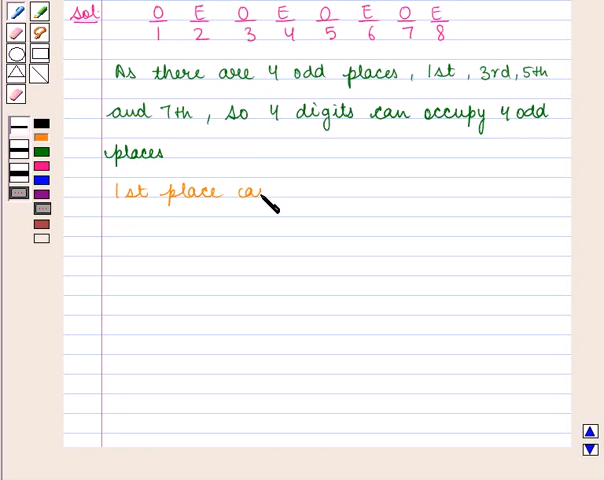 Sol:
O E O E O E O E
1 2 3 4 5 6 7 8
As there are 4 odd places, 1st, 3rd, 5th
and 7th, so 4 digits can occupy 4 odd
places
1st place ca